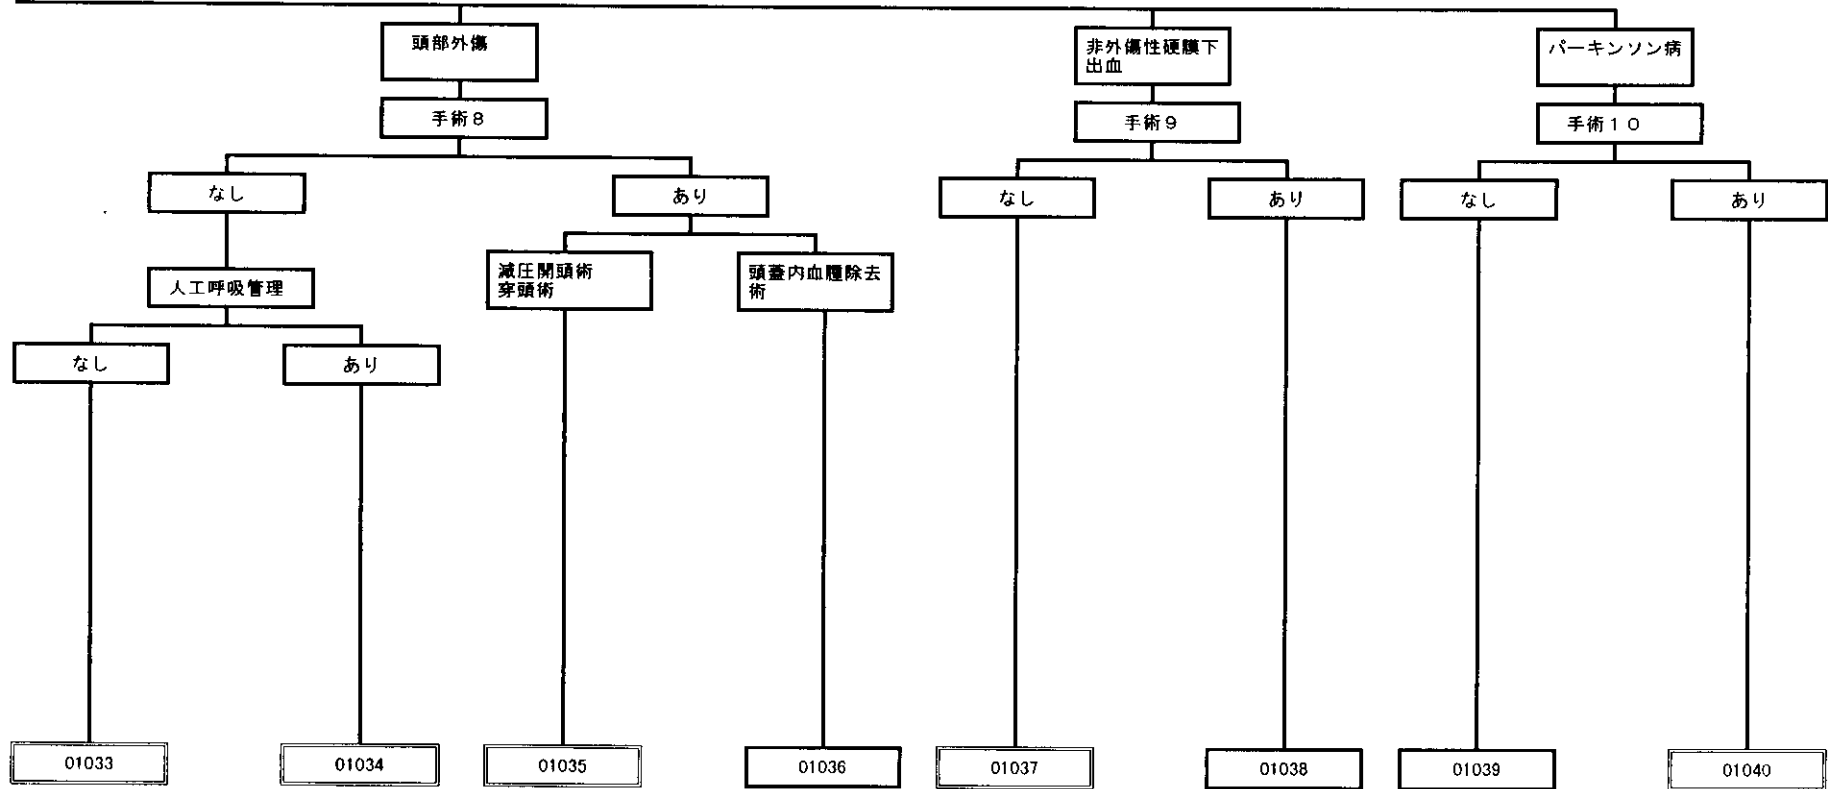 頭部外傷
非外傷性硬膜下
出血
パーキンソン病
手術8
手術9
手術10
なし
あり
なし
あり
なし
あり
人工呼吸管理
減圧開頭術
穿頭術
頭蓋内血腫除去
術
なし
あり
01033
01034
01035
01036
01037
01038
01039
01040